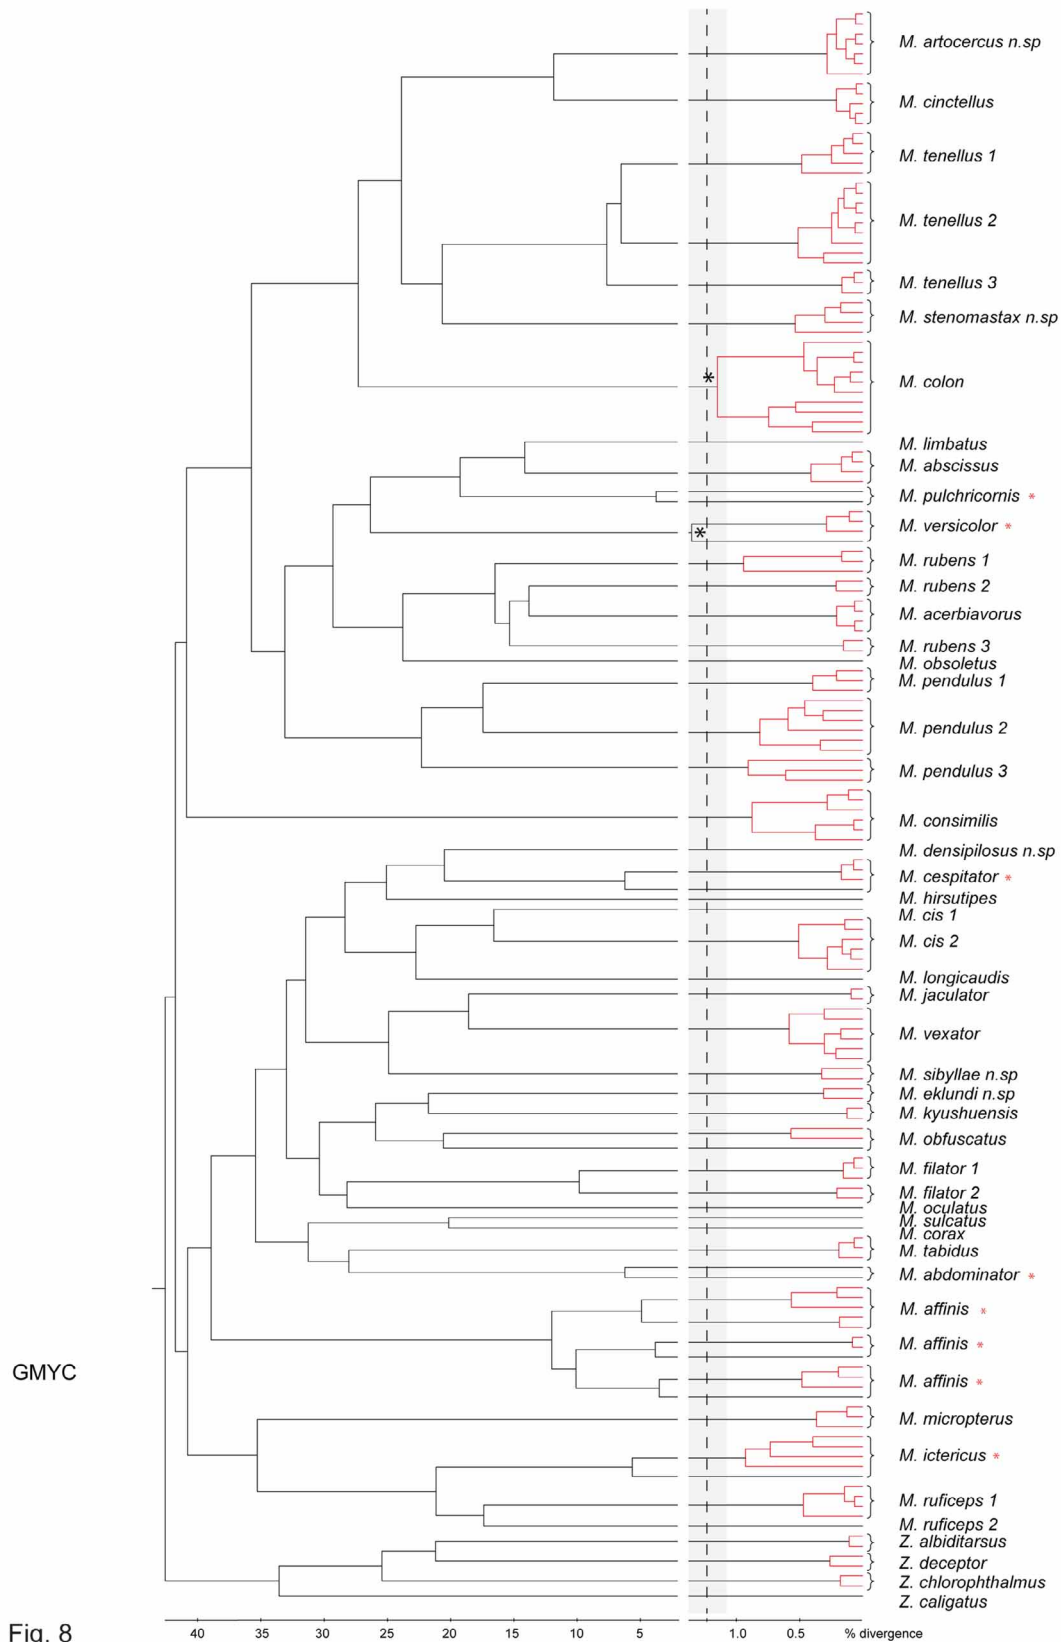 M. artocercus n.sp
M. cinctellus
M. tenellus 1
M. tenellus 2
M. tenellus 3
M. stenomastax n.sp
*
M. colon
M. limbatus
M. abscissus
M. pulchricornis *
M. versicolor *
*
M. rubens 1
M. rubens 2
M. acerbiavorus
M. rubens 3
M. obsoletus
M. pendulus 1
M. pendulus 2
M. pendulus 3
M. consimilis
M. densipilosus n.sp
M. cespitator *
M. hirsutipes
M. cis 1
M. cis 2
M. longicaudis
M. jaculator
M. vexator
M. sibyllae n.sp
M. eklundi n.sp
M. kyushuensis
M. obfuscatus
M. filator 1
M. filator 2
M. oculatus
M. sulcatus
M. corax
M. tabidus
M. abdominator *
M. affinis *
M. affinis *
GMYC
M. affinis *
M. micropterus
M. ictericus *
M. ruficeps 1
M. ruficeps 2
Z. albiditarsus
Z. deceptor
Z. chlorophthalmus
Z. caligatus
40 35 30 25 20 15 10 5 1.0 0.5 % divergence
Fig. 8